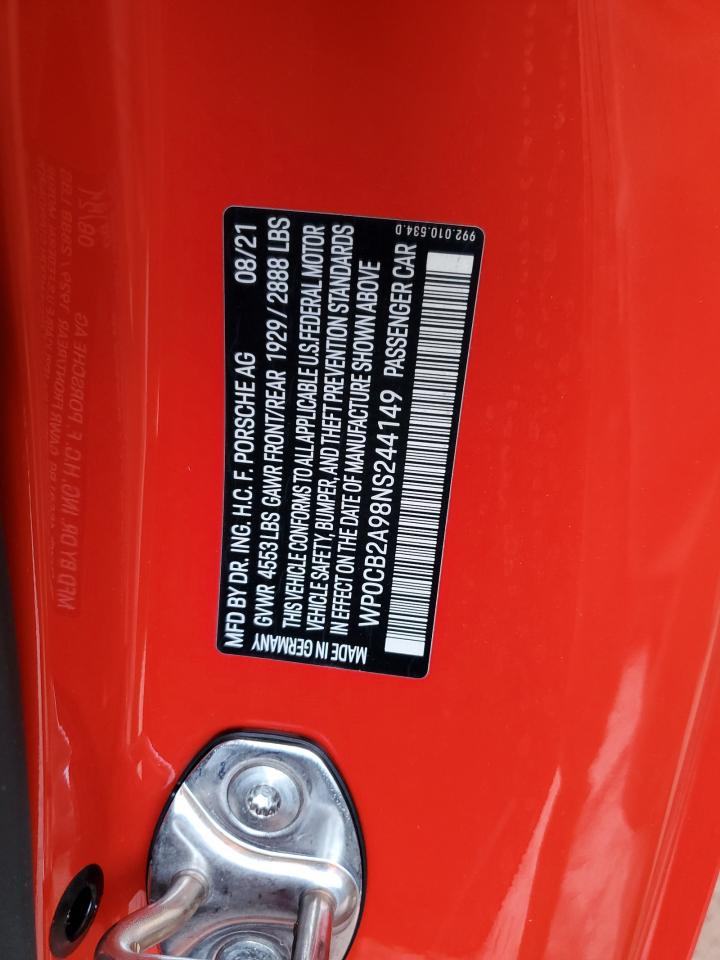 MFD BY DR. ING. H.C. F. PORSCHE AG 08/21
GVWR 4553 LBS GAWR FRONT/REAR 1929 / 2888 LBS
THIS VEHICLE CONFORMS TO ALL APPLICABLE U.S. FEDERAL MOTOR
VEHICLE SAFETY, BUMPER, AND THEFT PREVENTION STANDARDS
IN EFFECT ON THE DATE OF MANUFACTURE SHOWN ABOVE
MADE IN GERMANY
WP0CB2A98NS244149 PASSENGER CAR
992.010.534.D